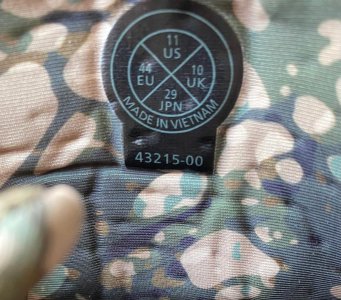 11
US
44
EU
10
UK
29
JPN
MADE IN VIETNAM
43215-00